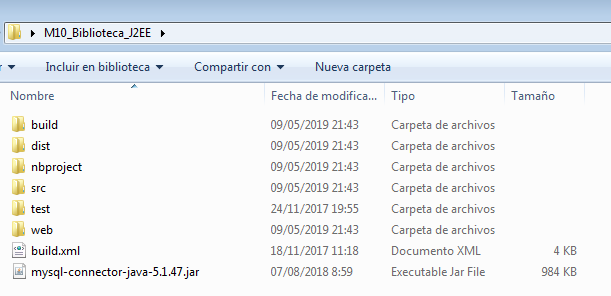 M10_Biblioteca_J2EE
Incluir en biblioteca Compartir con Nueva carpeta
Nombre Fecha de modifica... Tipo Tamaño
build 09/05/2019 21:43 Carpeta de archivos
dist 09/05/2019 21:43 Carpeta de archivos
nbproject 09/05/2019 21:43 Carpeta de archivos
src 09/05/2019 21:43 Carpeta de archivos
test 24/11/2017 19:55 Carpeta de archivos
web 09/05/2019 21:43 Carpeta de archivos
build.xml 18/11/2017 11:18 Documento XML 4 KB
mysql-connector-java-5.1.47.jar 07/08/2018 8:59 Executable Jar File 984 KB